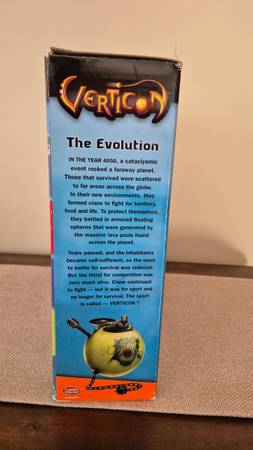 VERTICON
The Evolution
IN THE YEAR 4050, a cataclysmic
event rocked a faraway planet.
Those that survived were scattered
to far areas across the globe.
In their new environments, they
formed clans to fight for territory,
food and life. To protect themselves,
they battled in armored floating
spheres that were generated by
the massive lava pools found
across the planet.
Years passed, and the inhabitants
became self-sufficient, so the need
to battle for survival was reduced.
But the thirst for competition was
very much alive. Clans continued
to fight — but it was for sport and
no longer for survival. The sport
is called — VERTICON™!